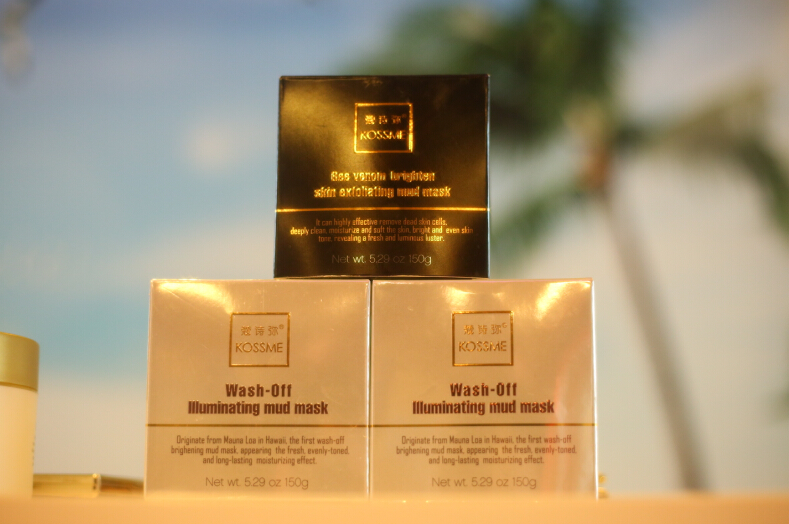 KOSSME
Bee venom brighten
skin exfoliating mud mask
It can highly effective remove dead skin cells,
deeply clean, moisturize and soft the skin, bright and even skin
tone, revealing a fresh and luminous luster.
Net wt. 5.29 oz 150g
KOSSME
Wash-Off
Illuminating mud mask
Originate from Mauna Loa in Hawaii, the first wash-off
brighening mud mask, appearing the fresh, evenly-toned,
and long-lasting moisturizing effect.
Net wt. 5.29 oz 150g
KOSSME
Wash-Off
Illuminating mud mask
Originate from Mauna Loa in Hawaii, the first wash-off
brighening mud mask, appearing the fresh, evenly-toned,
and long-lasting moisturizing effect.
Net wt. 5.29 oz 150g